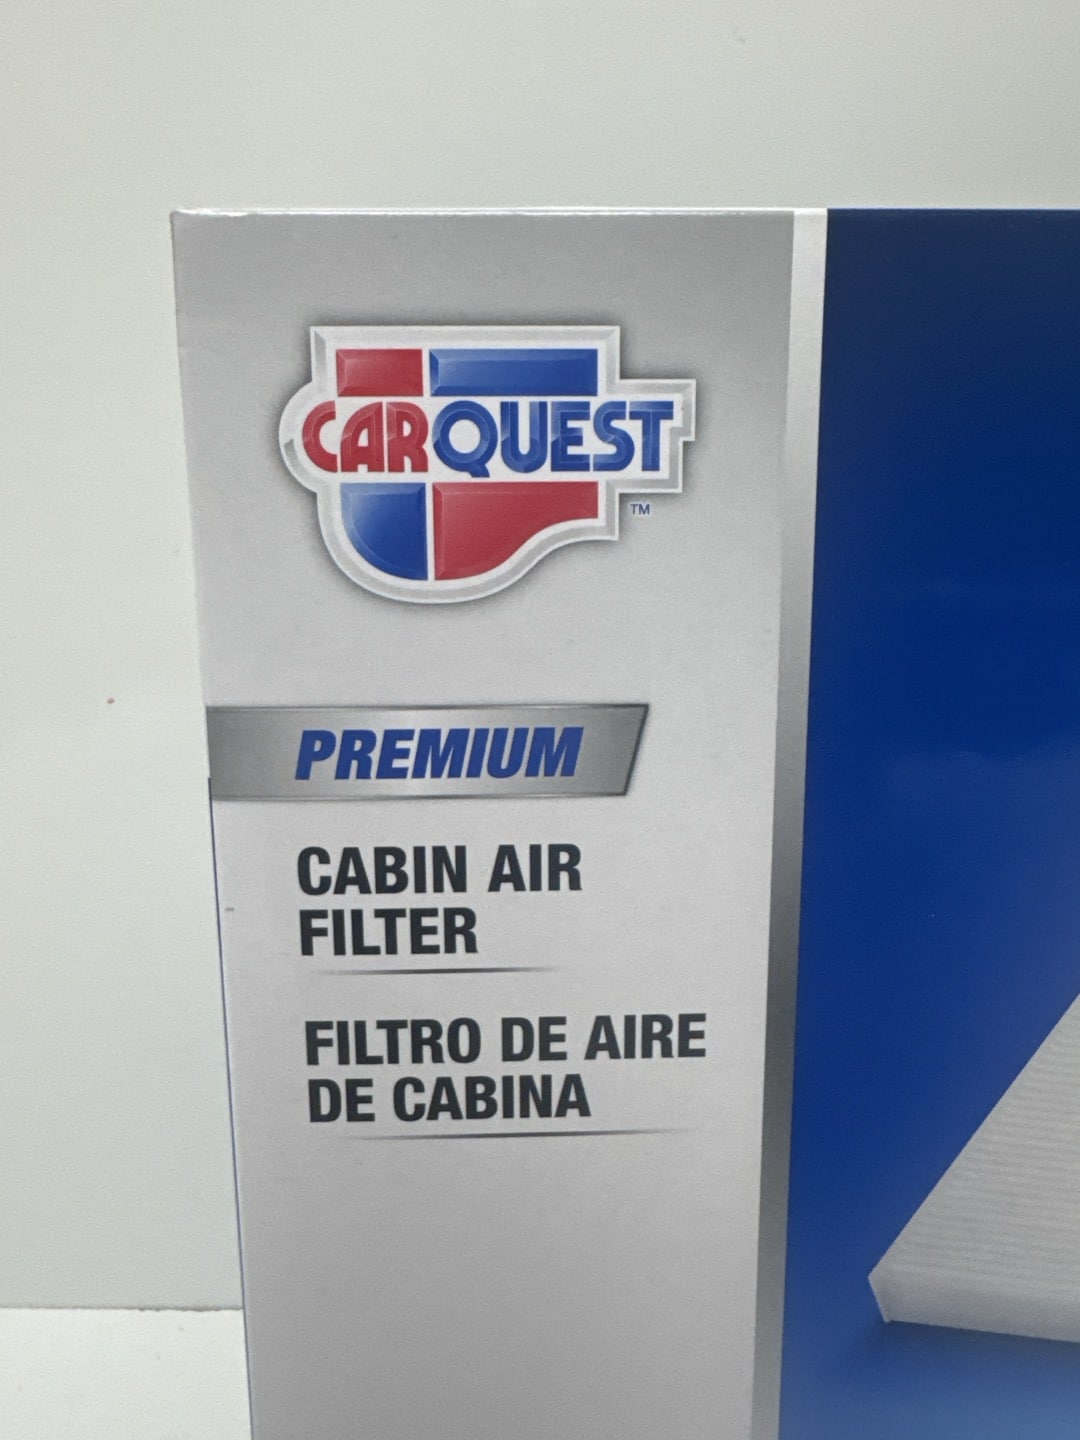 CARQUEST
TM
PREMIUM
CABIN AIR
FILTER
FILTRO DE AIRE
DE CABINA